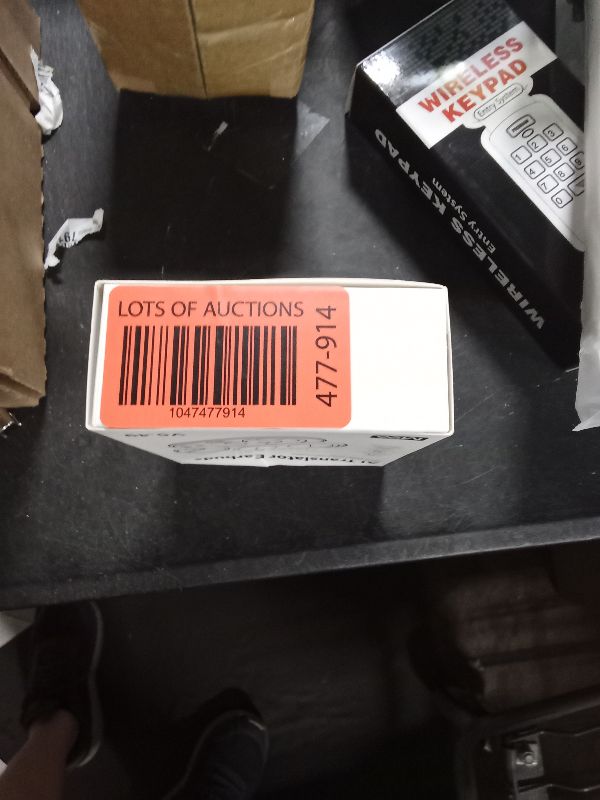 WIRELESS
KEYPAD
Entry System
WIRELESS KEYPAD
Entry System
LOTS OF AUCTIONS
1047477914
477-914
AI Translator Earbuds